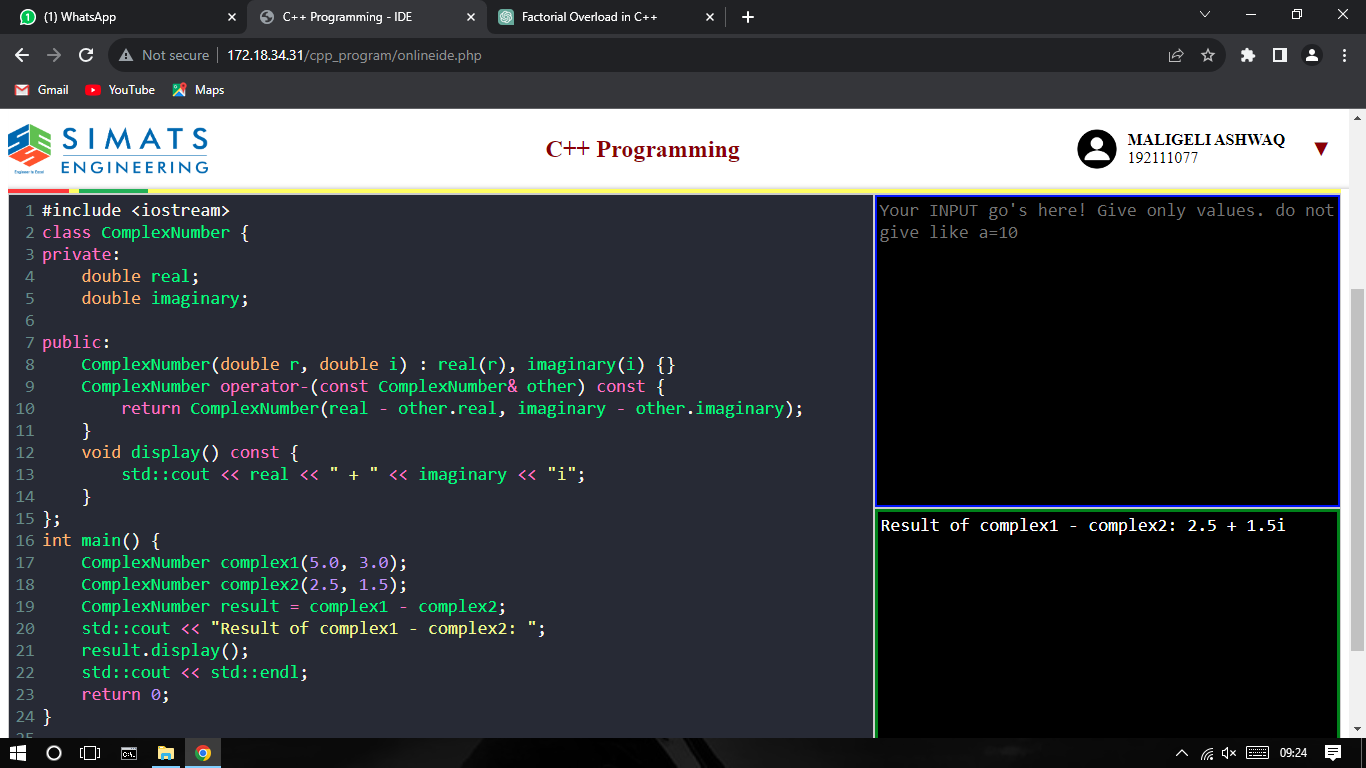 (1) WhatsApp
C++ Programming - IDE
Factorial Overload in C++
Not secure
172.18.34.31/cpp_program/onlineide.php
Gmail
YouTube
Maps
SIMATS
ENGINEERING
Engineer to Excel
C++ Programming
MALIGELI ASHWAQ
192111077
1 #include <iostream>
2 class ComplexNumber {
3 private:
4     double real;
5     double imaginary;
6
7 public:
8     ComplexNumber(double r, double i) : real(r), imaginary(i) {}
9     ComplexNumber operator-(const ComplexNumber& other) const {
10         return ComplexNumber(real - other.real, imaginary - other.imaginary);
11     }
12     void display() const {
13         std::cout << real << " + " << imaginary << "i";
14     }
15 };
16 int main() {
17     ComplexNumber complex1(5.0, 3.0);
18     ComplexNumber complex2(2.5, 1.5);
19     ComplexNumber result = complex1 - complex2;
20     std::cout << "Result of complex1 - complex2: ";
21     result.display();
22     std::cout << std::endl;
23     return 0;
24 }
25
Your INPUT go's here! Give only values. do not
give like a=10
Result of complex1 - complex2: 2.5 + 1.5i
09:24